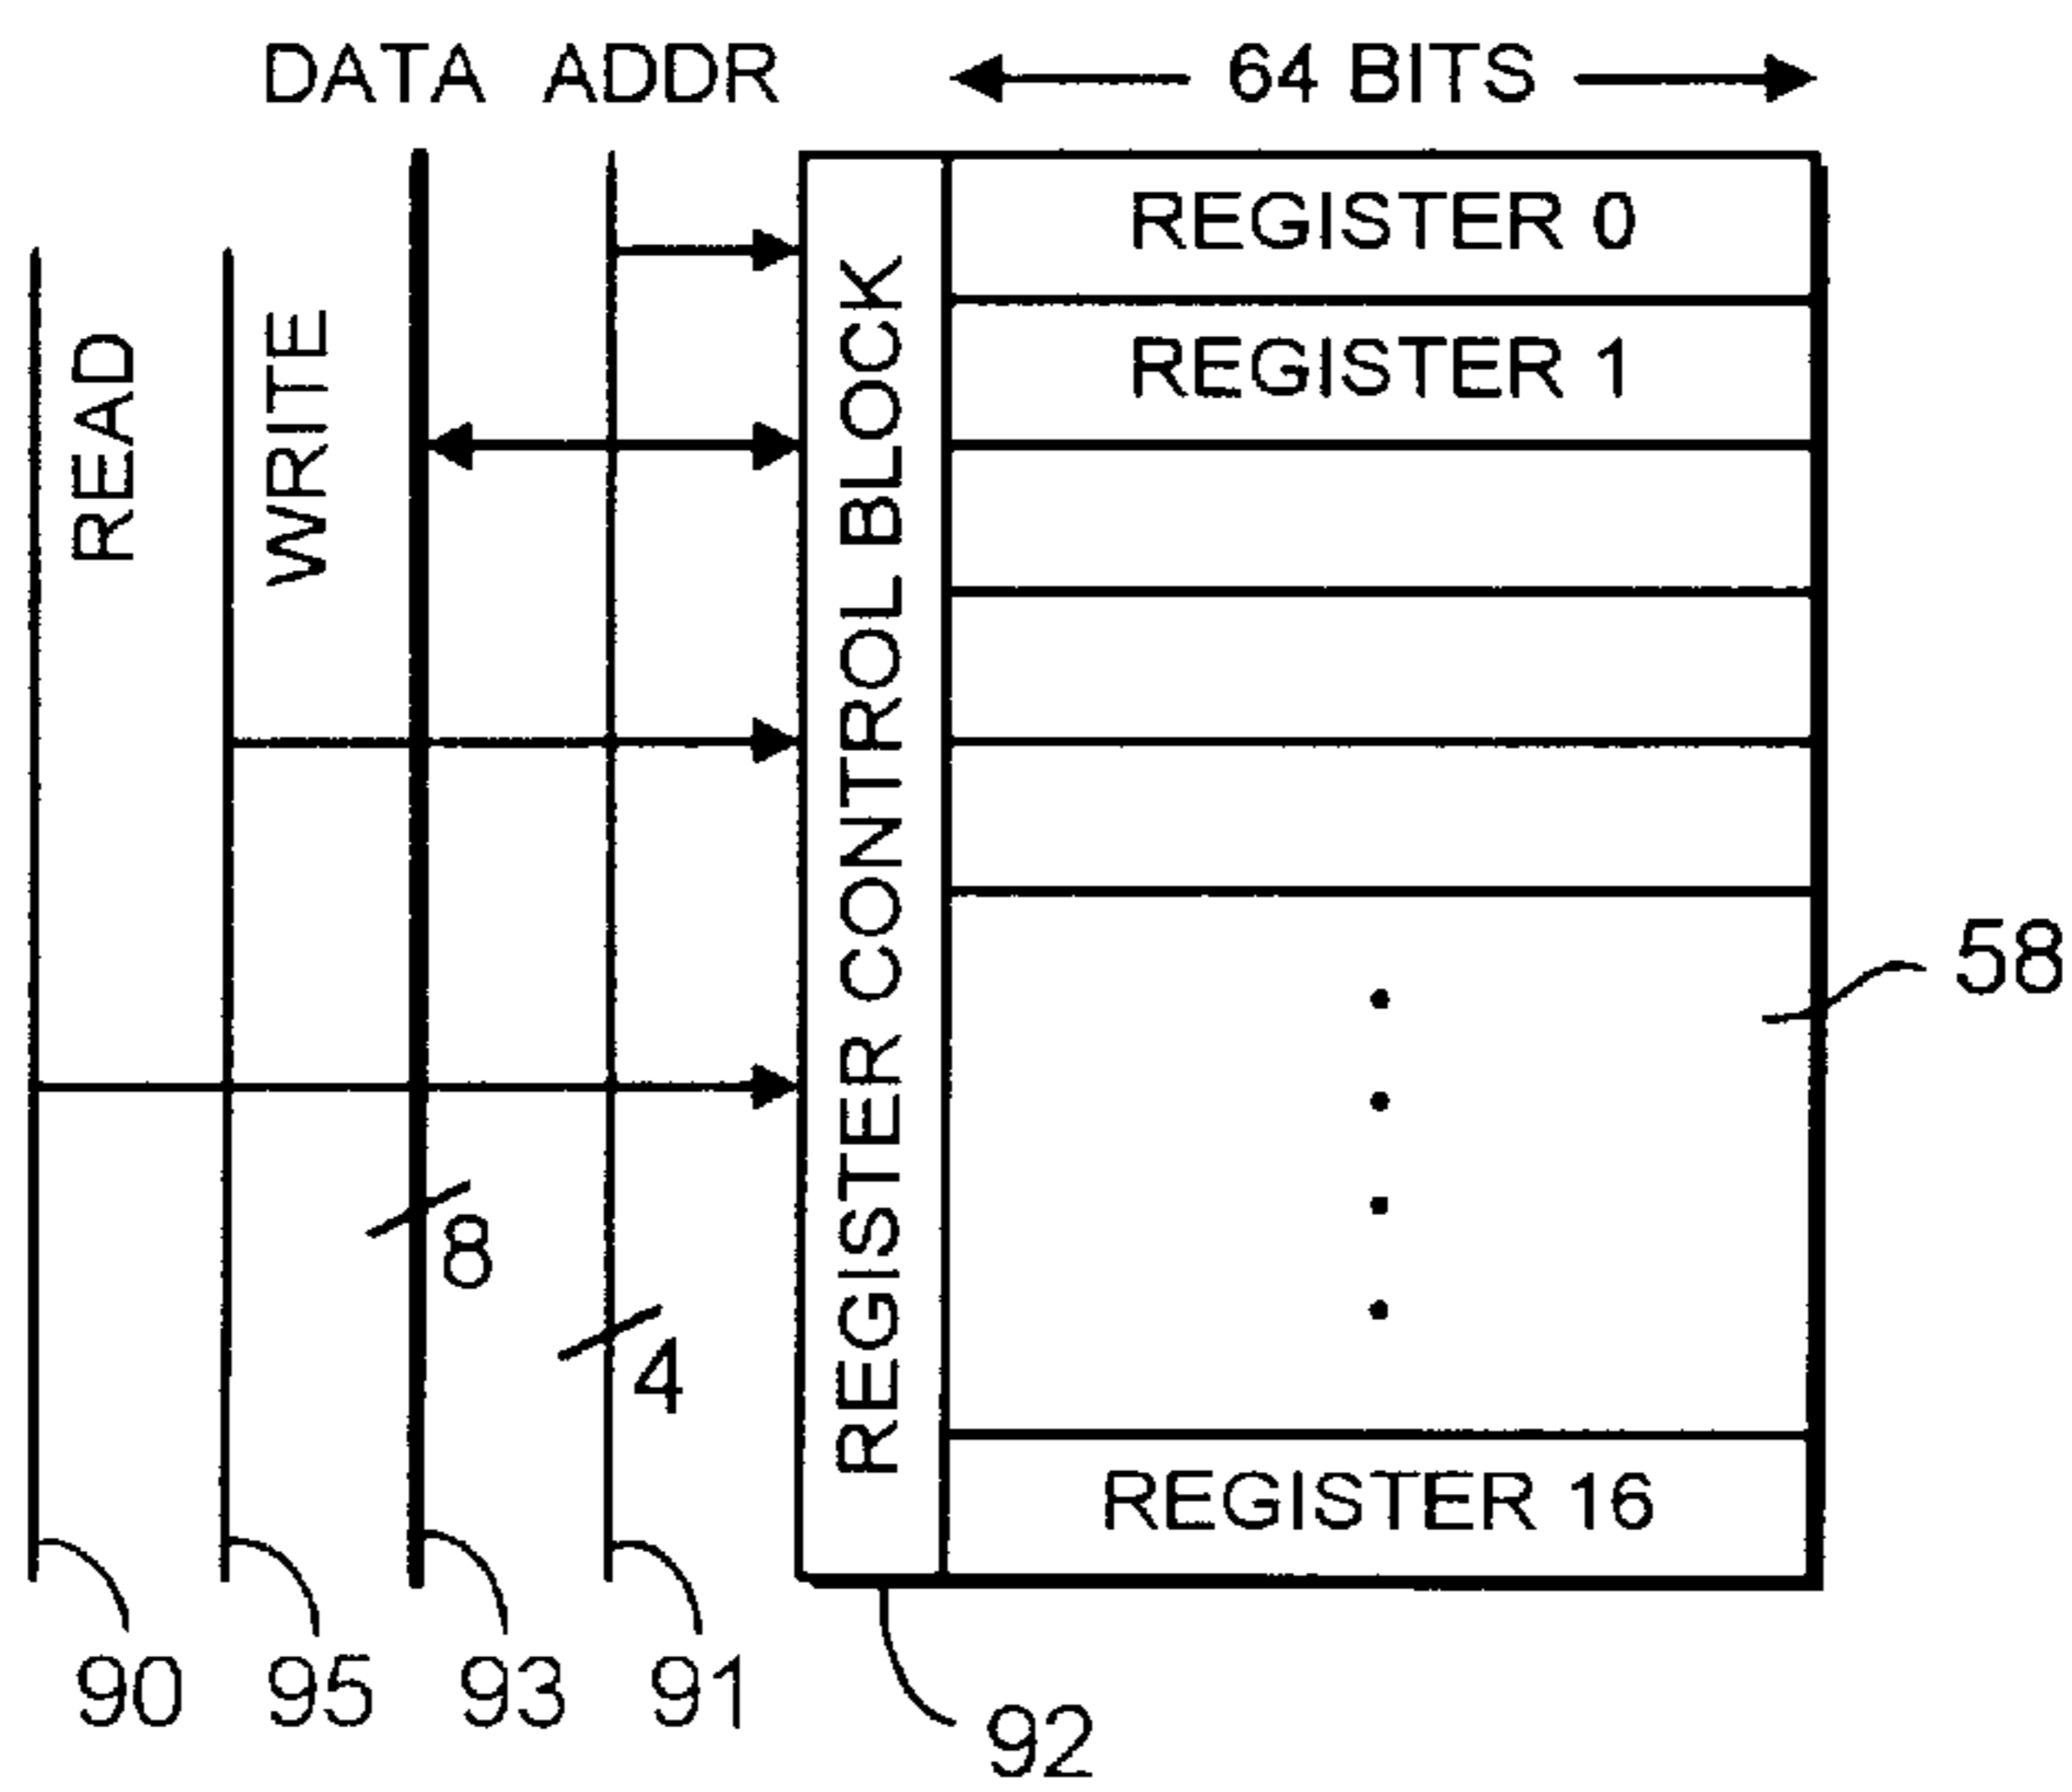 DATA ADDR 64 BITS
READ
WRITE
REGISTER CONTROL BLOCK
REGISTER 0
REGISTER 1
58
8
4
REGISTER 16
90 95 93 91 92